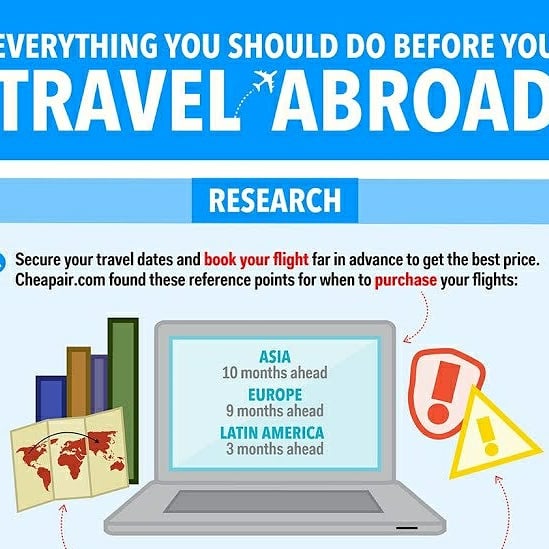 EVERYTHING YOU SHOULD DO BEFORE YOU
TRAVEL ABROAD
RESEARCH
Secure your travel dates and book your flight far in advance to get the best price.
Cheapair.com found these reference points for when to purchase your flights:
ASIA
10 months ahead
EUROPE
9 months ahead
LATIN AMERICA
3 months ahead